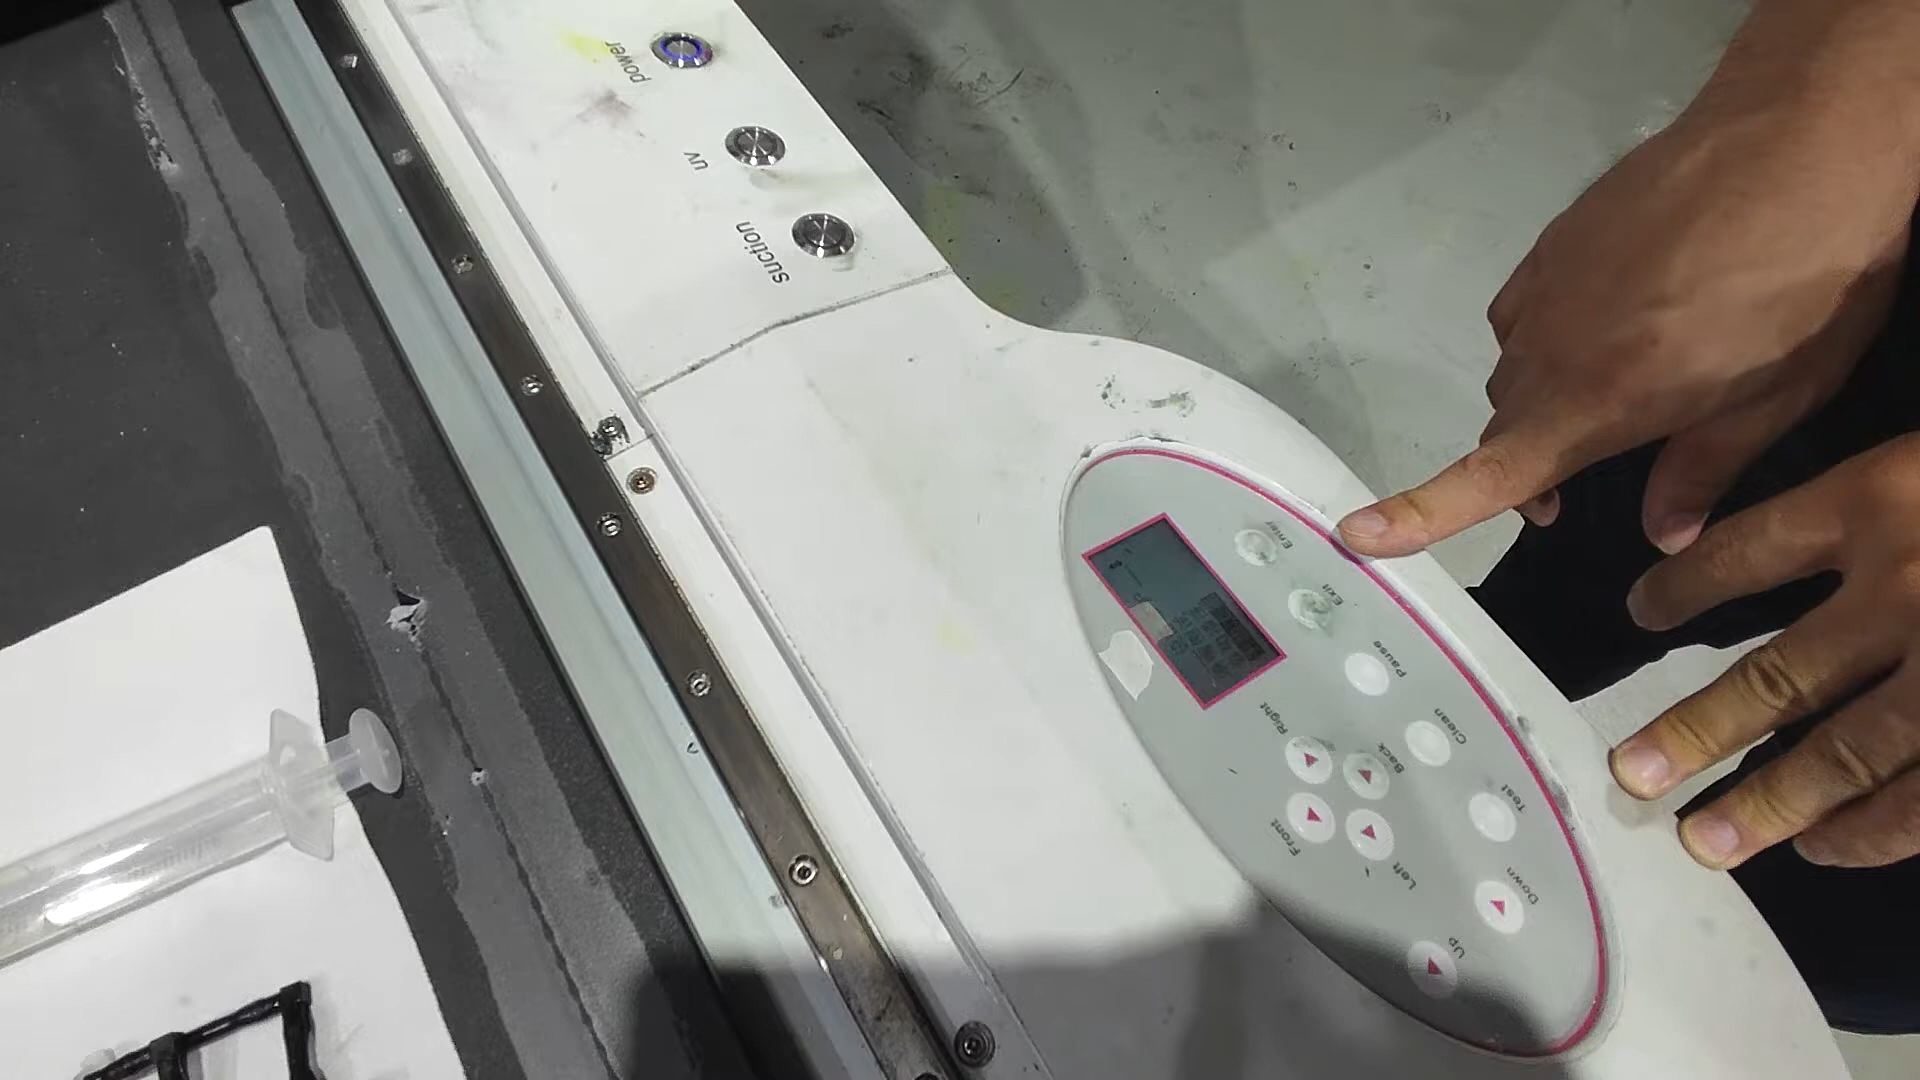 power
UV
suction
Enter
Exit
Pause
Clean
Test
Right
Back
Front
Left
Down
Up